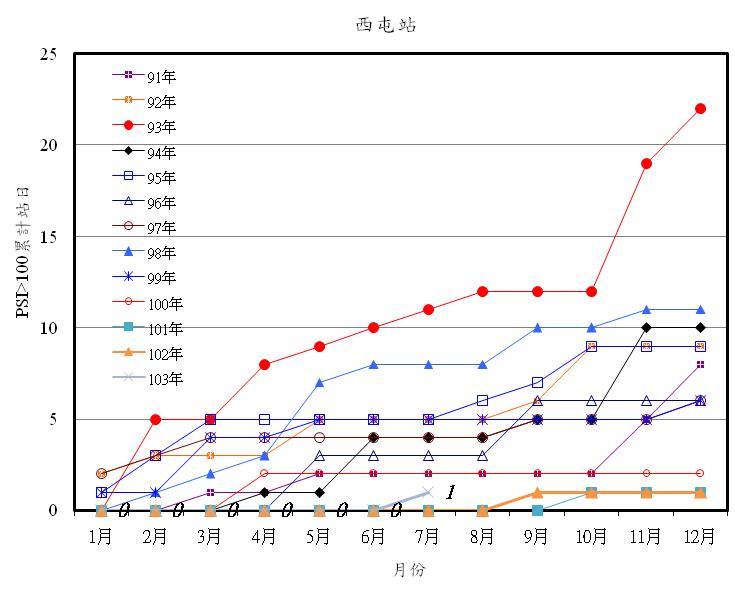 西屯站
PSI>100累計站日
25
20
15
10
5
0
91年
92年
93年
94年
95年
96年
97年
98年
99年
100年
101年
102年
103年
0 0 0 0 0 0 1
1月 2月 3月 4月 5月 6月 7月 8月 9月 10月 11月 12月
月份